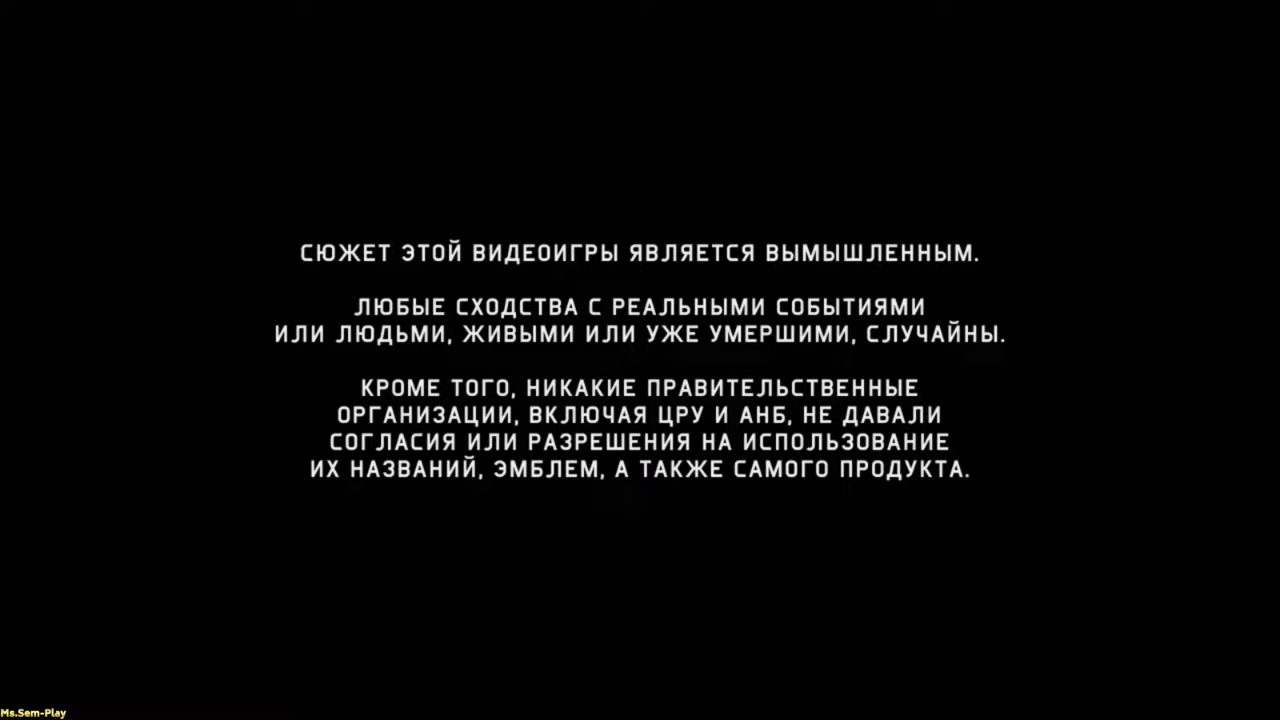 СЮЖЕТ ЭТОЙ ВИДЕОИГРЫ ЯВЛЯЕТСЯ ВЫМЫШЛЕННЫМ.
ЛЮБЫЕ СХОДСТВА С РЕАЛЬНЫМИ СОБЫТИЯМИ
ИЛИ ЛЮДЬМИ, ЖИВЫМИ ИЛИ УЖЕ УМЕРШИМИ, СЛУЧАЙНЫ.
КРОМЕ ТОГО, НИКАКИЕ ПРАВИТЕЛЬСТВЕННЫЕ
ОРГАНИЗАЦИИ, ВКЛЮЧАЯ ЦРУ И АНБ, НЕ ДАВАЛИ
СОГЛАСИЯ ИЛИ РАЗРЕШЕНИЯ НА ИСПОЛЬЗОВАНИЕ
ИХ НАЗВАНИЙ, ЭМБЛЕМ, А ТАКЖЕ САМОГО ПРОДУКТА.
Ms.Sem-Play